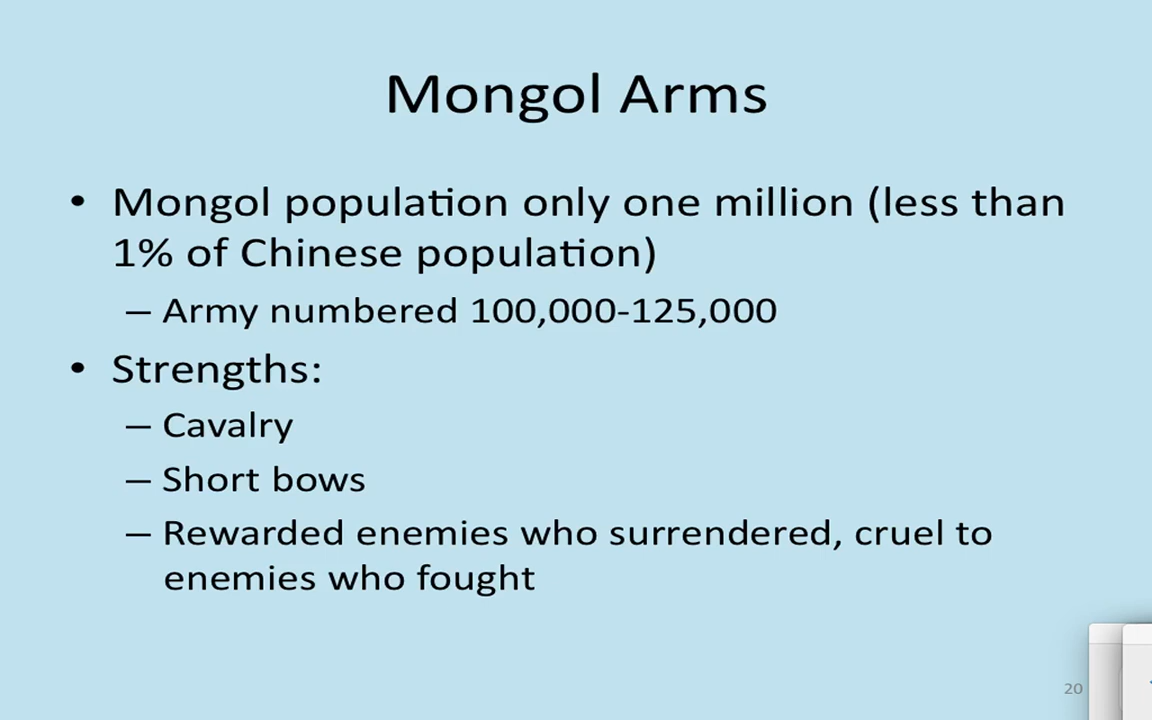 Mongol Arms
• Mongol population only one million (less than
1% of Chinese population)
– Army numbered 100,000-125,000
• Strengths:
– Cavalry
– Short bows
– Rewarded enemies who surrendered, cruel to
enemies who fought
20